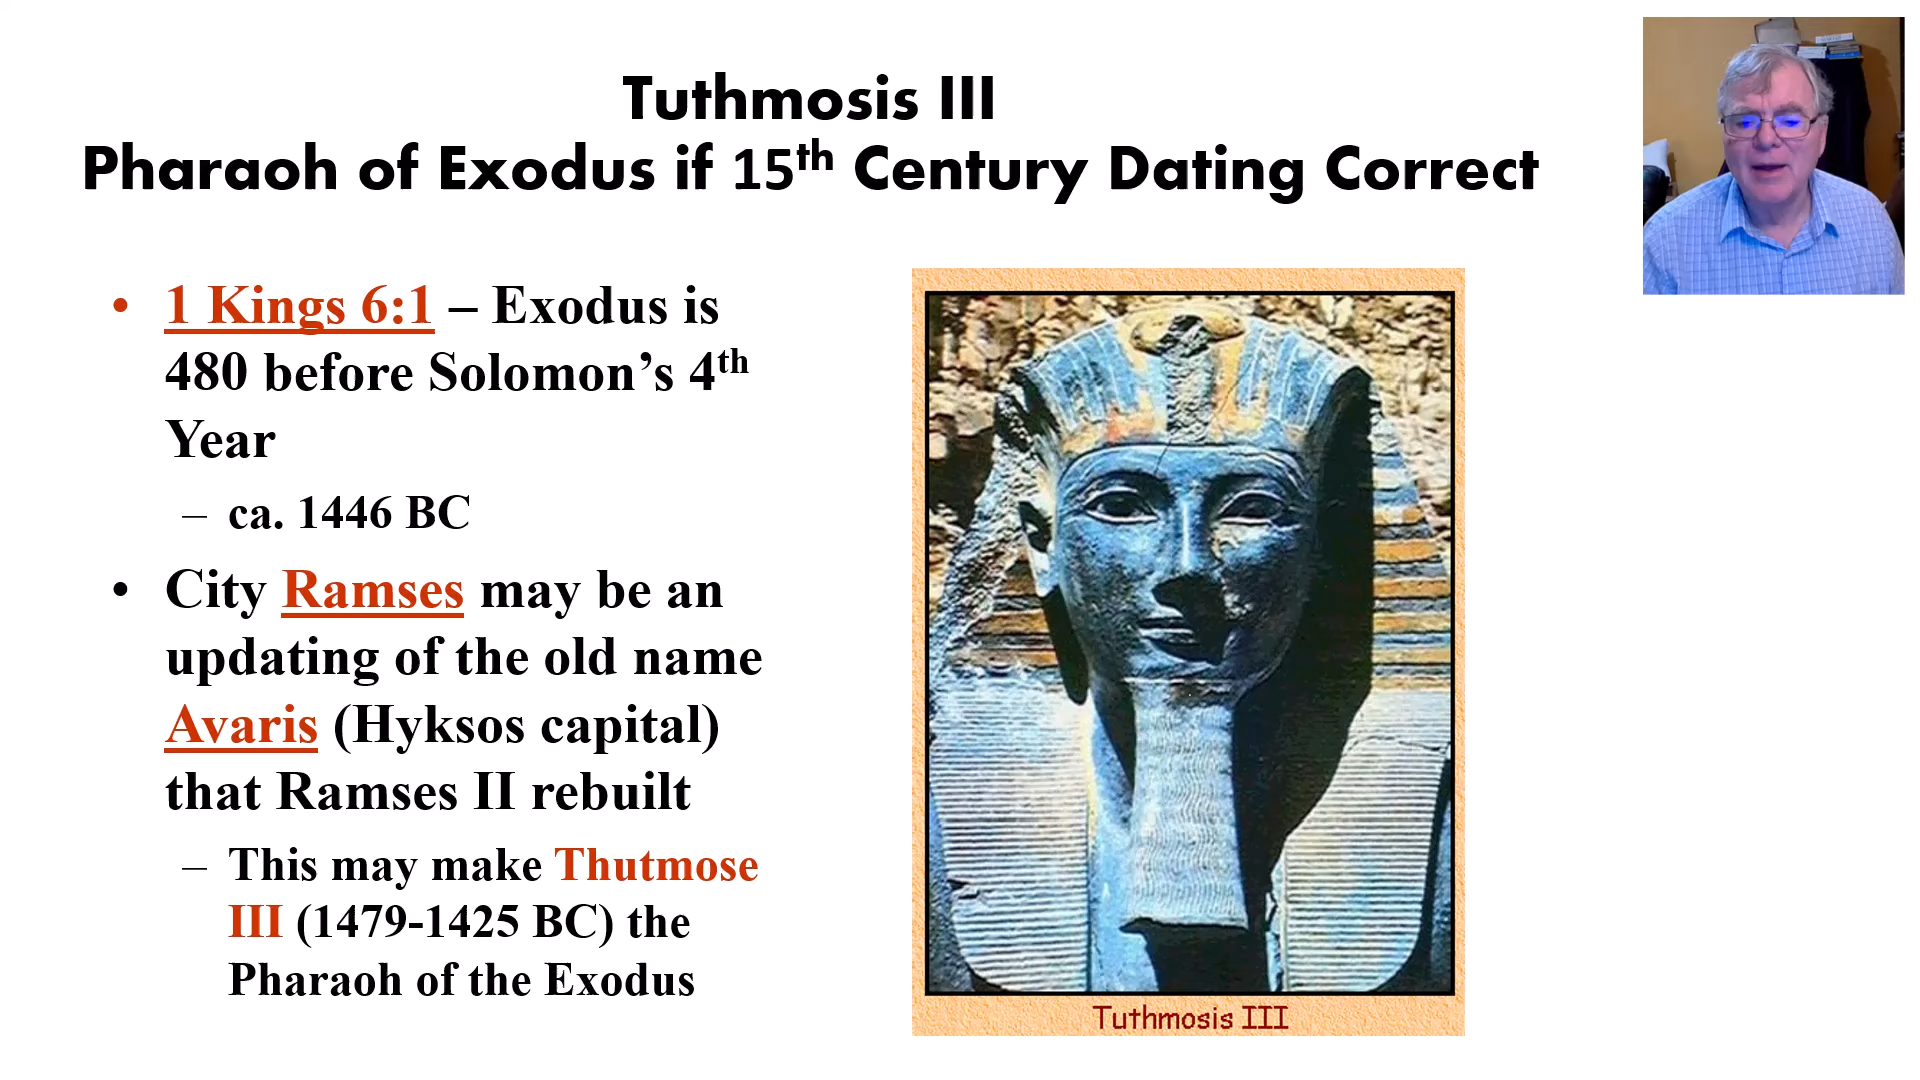 Tuthmosis III
Pharaoh of Exodus if 15th Century Dating Correct
• 1 Kings 6:1 – Exodus is
480 before Solomon’s 4th
Year
– ca. 1446 BC
• City Ramses may be an
updating of the old name
Avaris (Hyksos capital)
that Ramses II rebuilt
– This may make Thutmose
III (1479-1425 BC) the
Pharaoh of the Exodus
Tuthmosis III